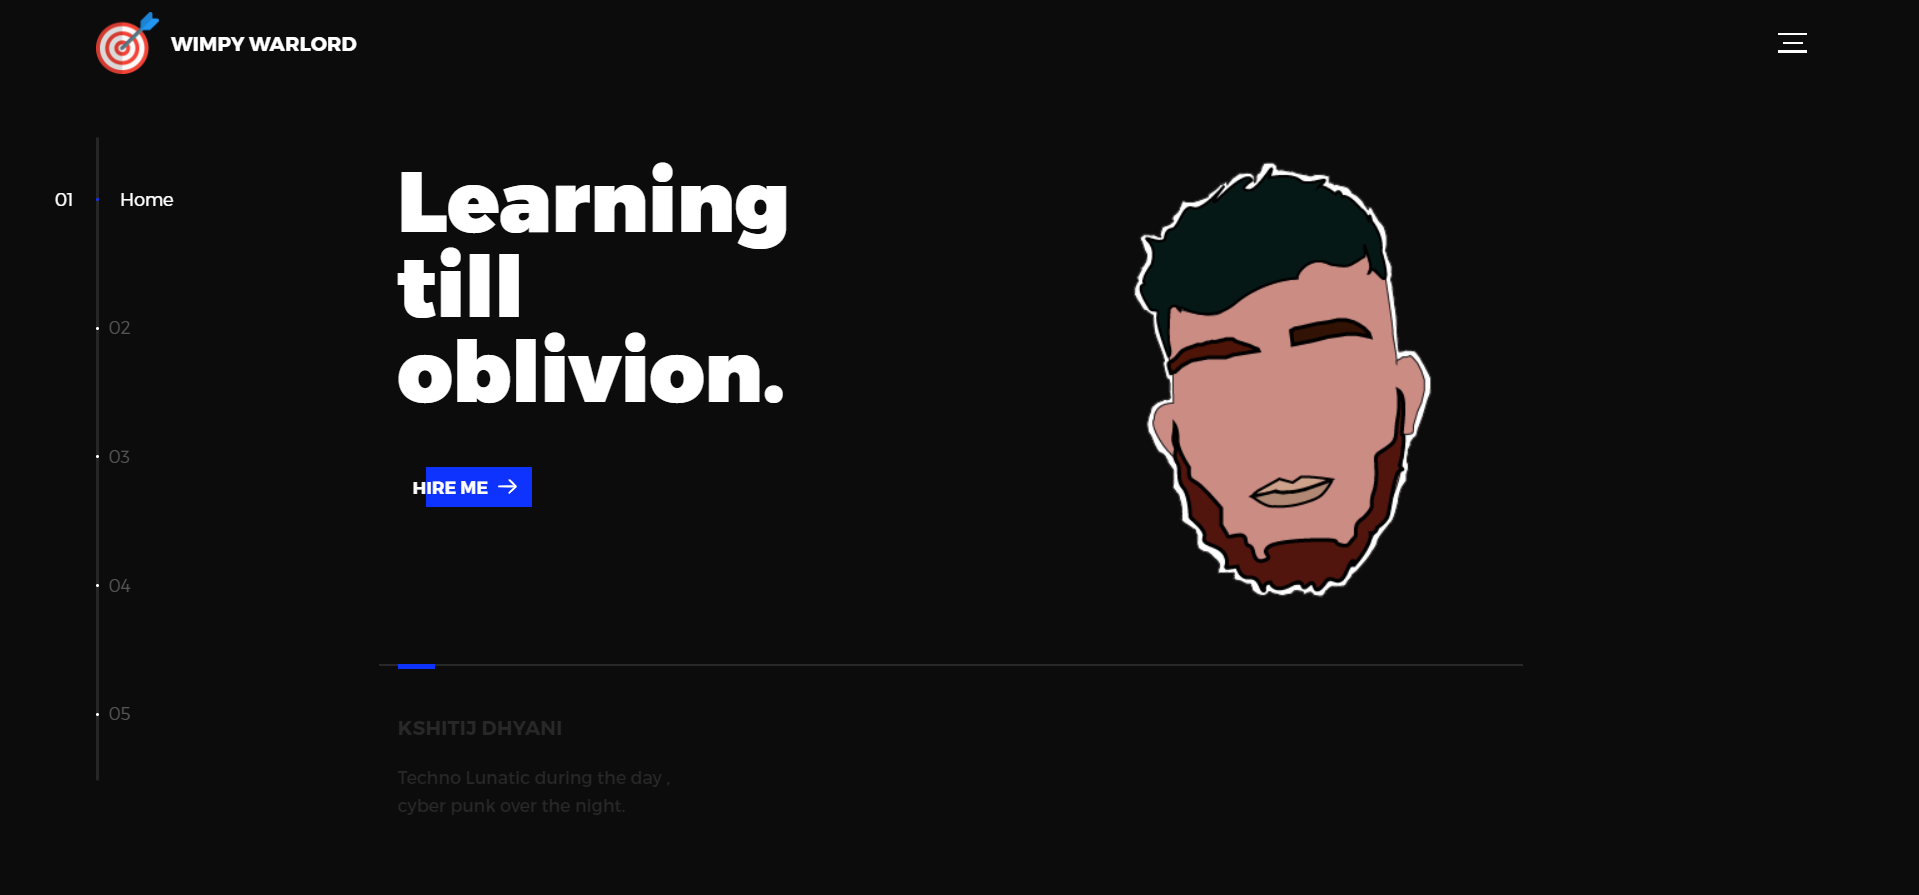 WIMPY WARLORD
01 Home
02
03
04
05
Learning
till
oblivion.
HIRE ME
KSHITIJ DHYANI
Techno Lunatic during the day ,
cyber punk over the night.